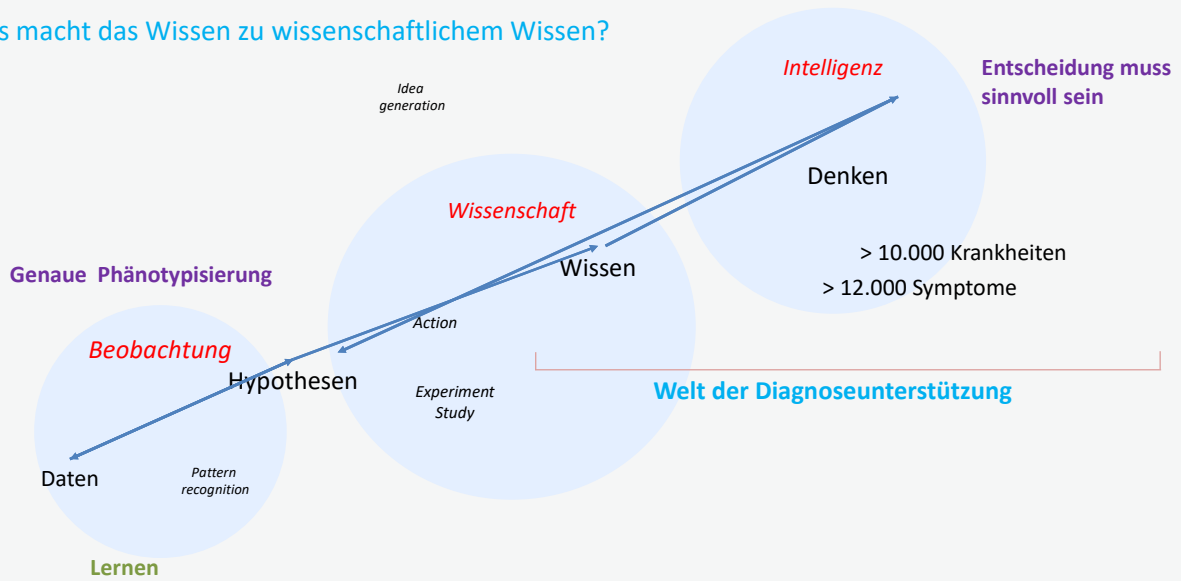 s macht das Wissen zu wissenschaftlichem Wissen?
Idea
generation
Intelligenz
Entscheidung muss
sinnvoll sein
Denken
Wissenschaft
> 10.000 Krankheiten
> 12.000 Symptome
Wissen
Genaue Phänotypisierung
Action
Beobachtung
Hypothesen
Experiment
Study
Welt der Diagnoseunterstützung
Daten
Pattern
recognition
Lernen